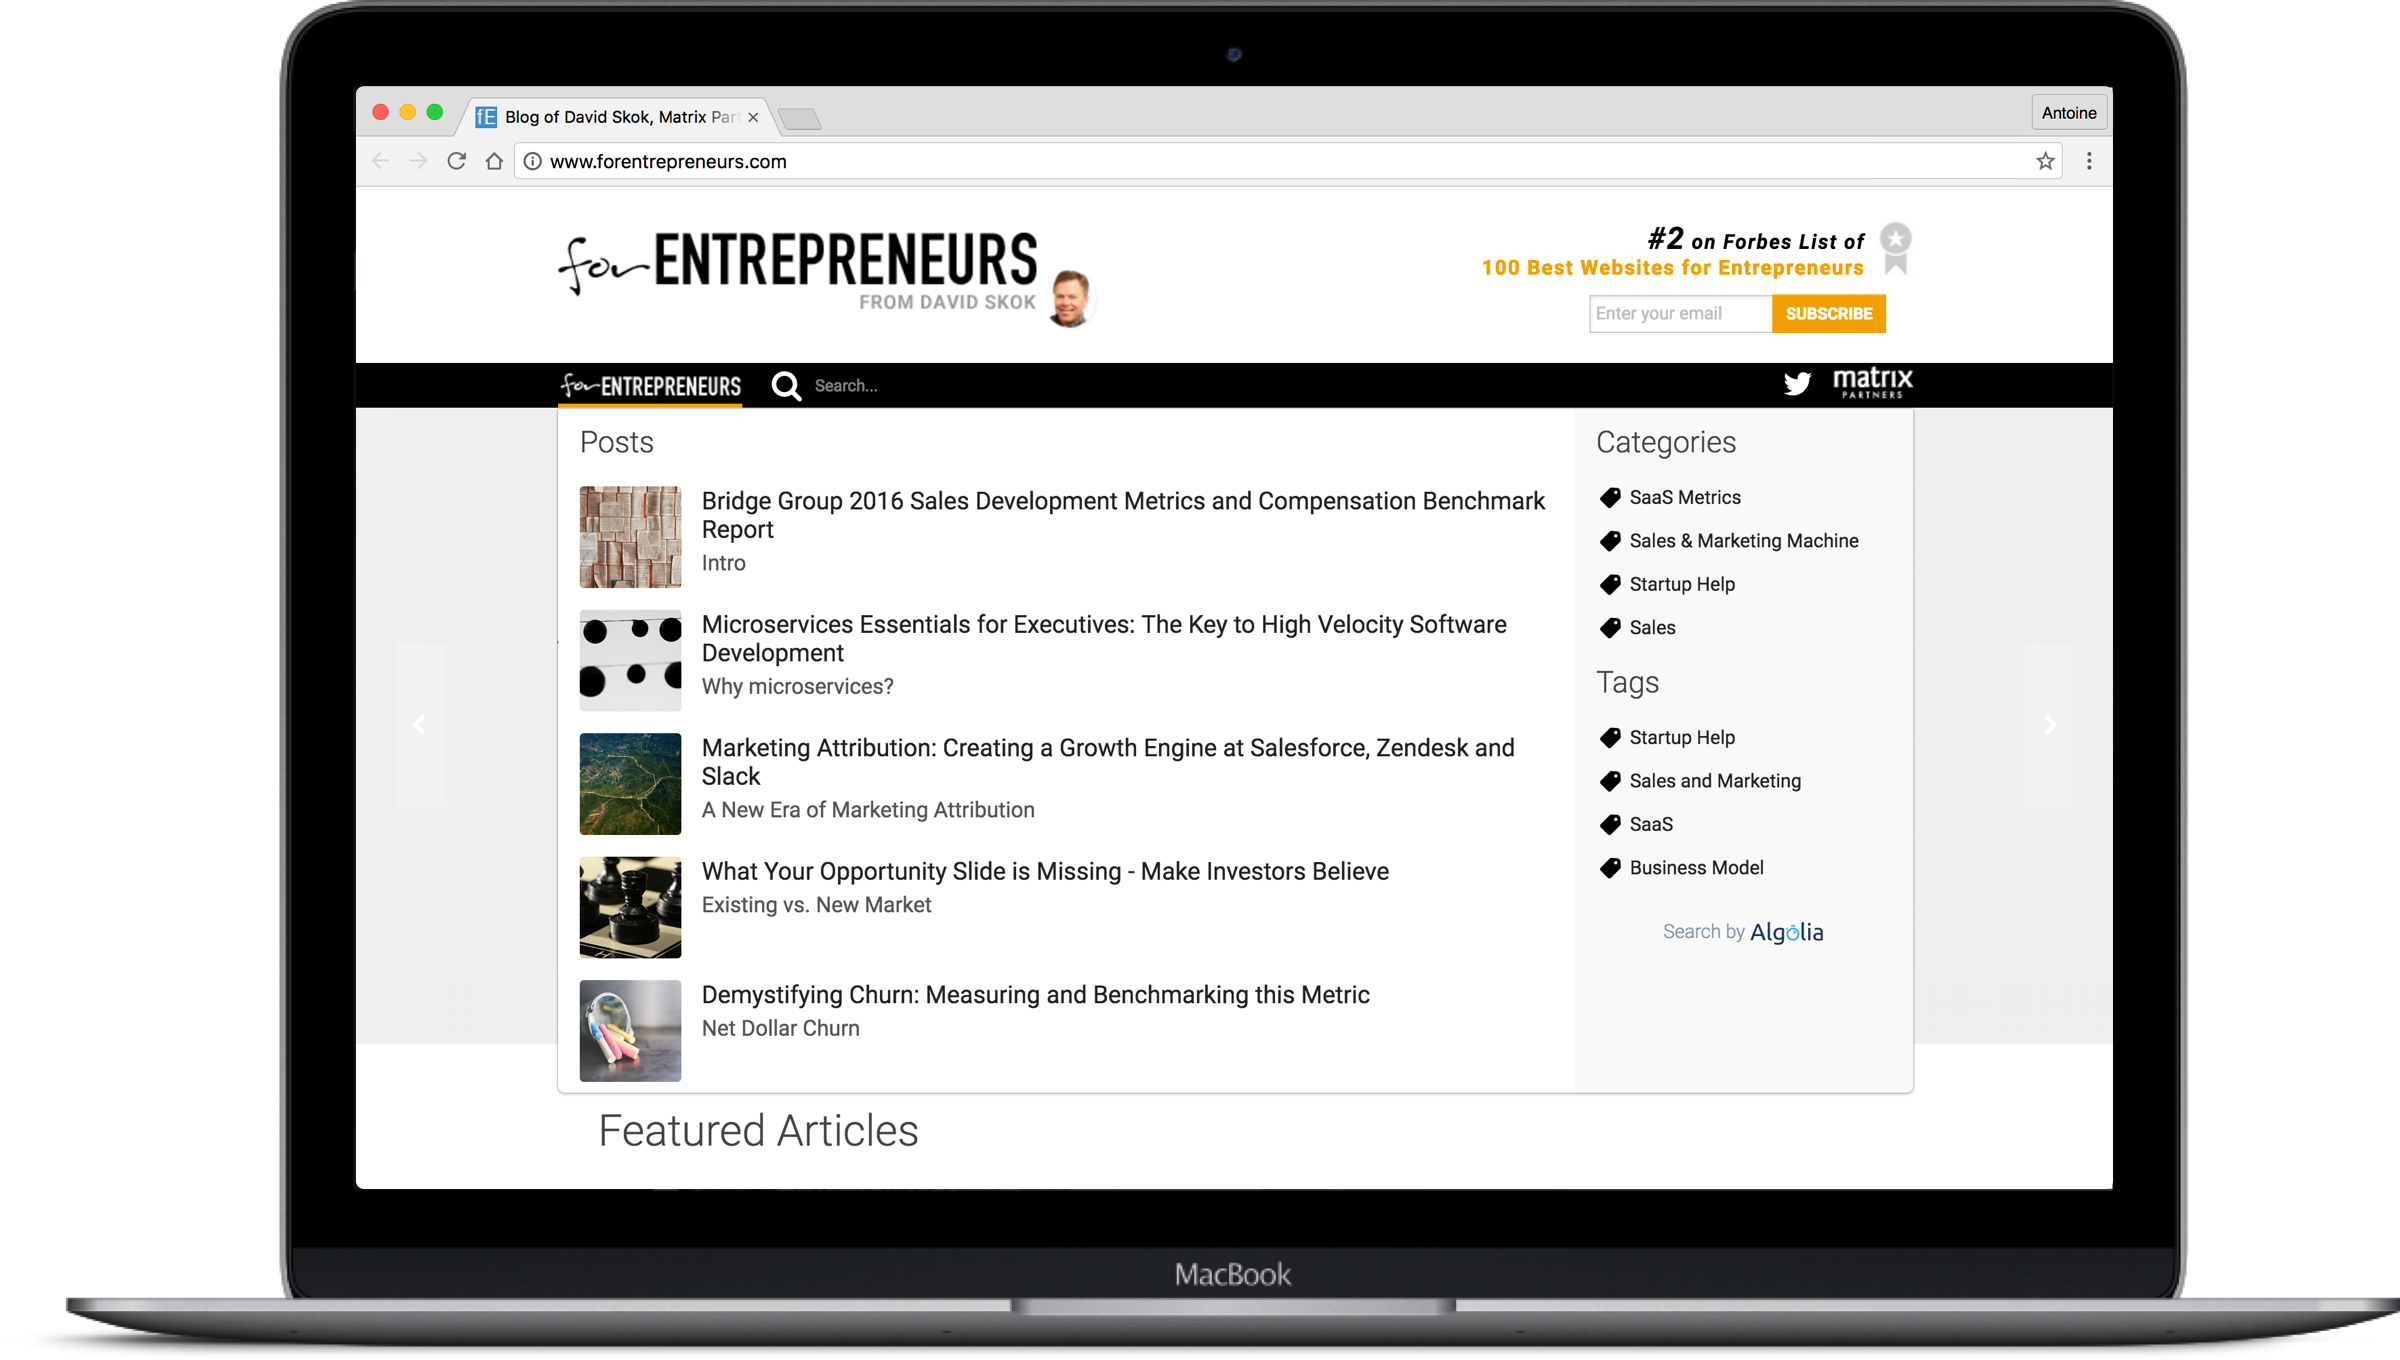 fE Blog of David Skok, Matrix Par
Antoine
www.forentrepreneurs.com
for ENTREPRENEURS
FROM DAVID SKOK
#2 on Forbes List of
100 Best Websites for Entrepreneurs
Enter your email SUBSCRIBE
for ENTREPRENEURS Search... matrix
PARTNERS
Posts
Bridge Group 2016 Sales Development Metrics and Compensation Benchmark
Report
Intro
Microservices Essentials for Executives: The Key to High Velocity Software
Development
Why microservices?
Marketing Attribution: Creating a Growth Engine at Salesforce, Zendesk and
Slack
A New Era of Marketing Attribution
What Your Opportunity Slide is Missing - Make Investors Believe
Existing vs. New Market
Demystifying Churn: Measuring and Benchmarking this Metric
Net Dollar Churn
Categories
SaaS Metrics
Sales & Marketing Machine
Startup Help
Sales
Tags
Startup Help
Sales and Marketing
SaaS
Business Model
Search by Algolia
Featured Articles
MacBook